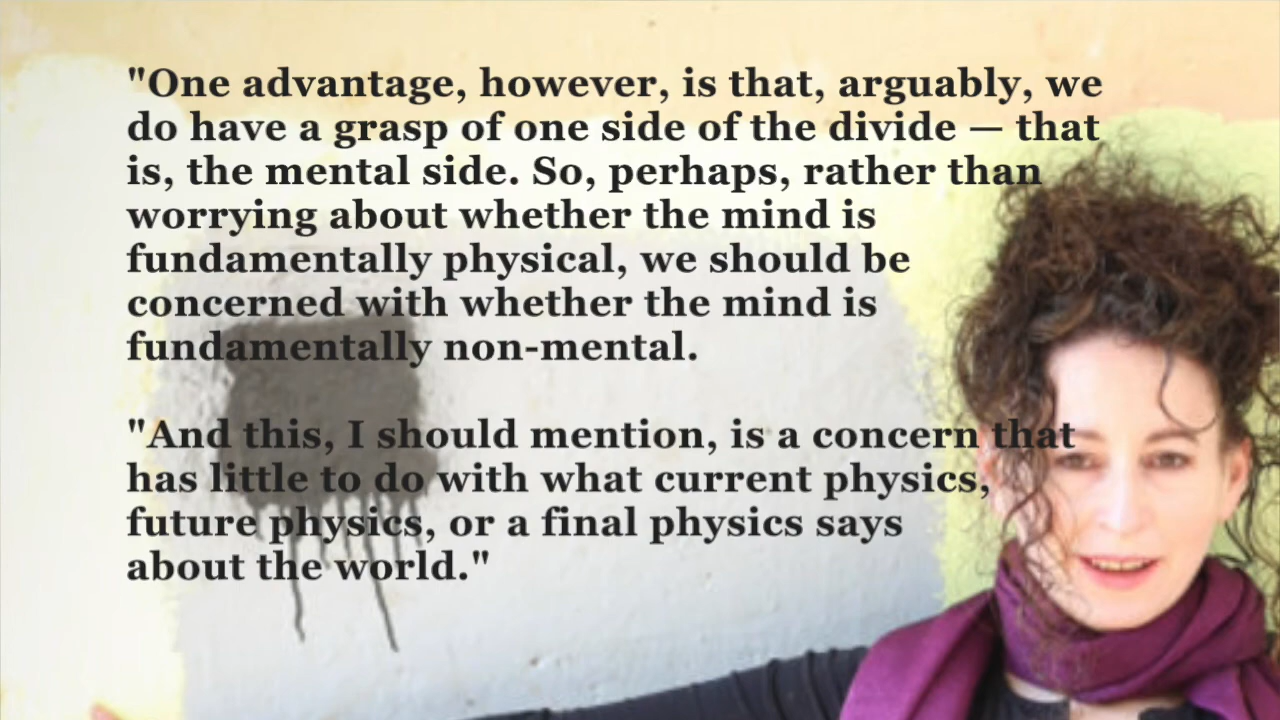 "One advantage, however, is that, arguably, we
do have a grasp of one side of the divide — that
is, the mental side. So, perhaps, rather than
worrying about whether the mind is
fundamentally physical, we should be
concerned with whether the mind is
fundamentally non-mental.
"And this, I should mention, is a concern that
has little to do with what current physics,
future physics, or a final physics says
about the world."